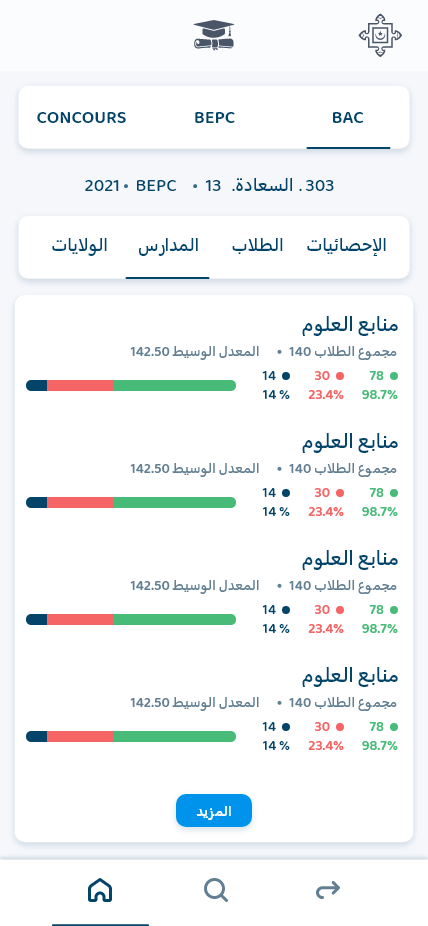 CONCOURS BEPC BAC
303 . السعادة. 13 • BEPC • 2021
الإحصائيات الطلاب المدارس الولايات
منابع العلوم
مجموع الطلاب 140 • المعدل الوسيط 142.50
78 30 14
98.7% 23.4% 14 %
منابع العلوم
مجموع الطلاب 140 • المعدل الوسيط 142.50
78 30 14
98.7% 23.4% 14 %
منابع العلوم
مجموع الطلاب 140 • المعدل الوسيط 142.50
78 30 14
98.7% 23.4% 14 %
منابع العلوم
مجموع الطلاب 140 • المعدل الوسيط 142.50
78 30 14
98.7% 23.4% 14 %
المزيد